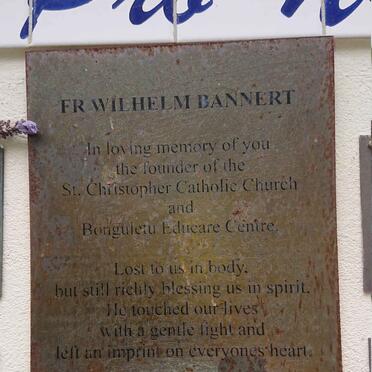 FR WILHELM BANNERT
In loving memory of you
the founder of the
St. Christopher Catholic Church
and
Bonguletu Educare Centre.
Lost to us in body,
but still richly blessing us in spirit.
He touched our lives
with a gentle light and
left an imprint on everyones heart.